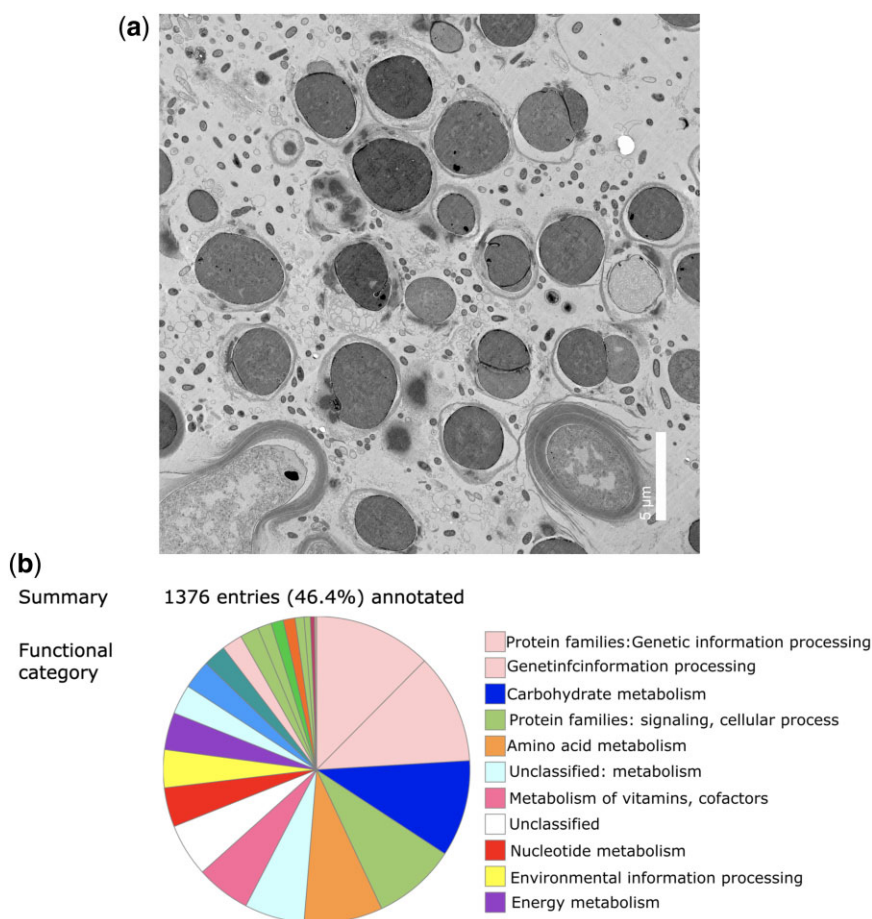 (a)
5 μm
(b)
Summary 1376 entries (46.4%) annotated
Functional category
Protein families:Genetic information processing
Genetinfcinformation processing
Carbohydrate metabolism
Protein families: signaling, cellular process
Amino acid metabolism
Unclassified: metabolism
Metabolism of vitamins, cofactors
Unclassified
Nucleotide metabolism
Environmental information processing
Energy metabolism